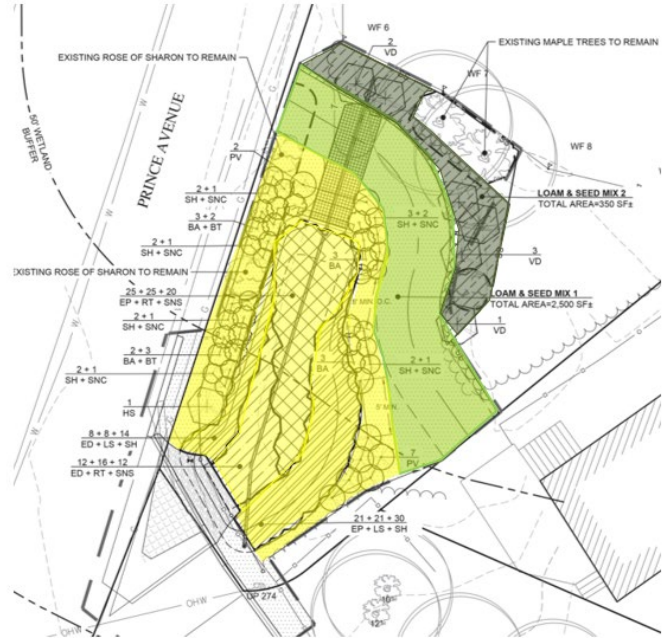 WF 6
2
VD
EXISTING MAPLE TREES TO REMAIN
EXISTING ROSE OF SHARON TO REMAIN
WF 7
50' WETLAND
BUFFER
PRINCE AVENUE
WF 8
2
PV
2 + 1
SH + SNC
LOAM & SEED MIX 2
TOTAL AREA=350 SF±
3 + 2
BA + BT
3 + 2
SH + SNC
2 + 1
SH + SNC
3
VD
3
BA
EXISTING ROSE OF SHARON TO REMAIN
25 + 25 + 20
EP + RT + SNS
LOAM & SEED MIX 1
TOTAL AREA=2,500 SF±
2 + 1
SH + SNC
1
VD
2 + 3
BA + BT
2 + 1
SH + SNC
BA
2 + 1
SH + SNC
1
HS
5' MIN.
8 + 8 + 14
ED + LS + SH
12 + 16 + 12
ED + RT + SNS
7
PV
21 + 21 + 30
EP + LS + SH
UP 274
OHW
OHW
10"
12"
W
W
W
G
G